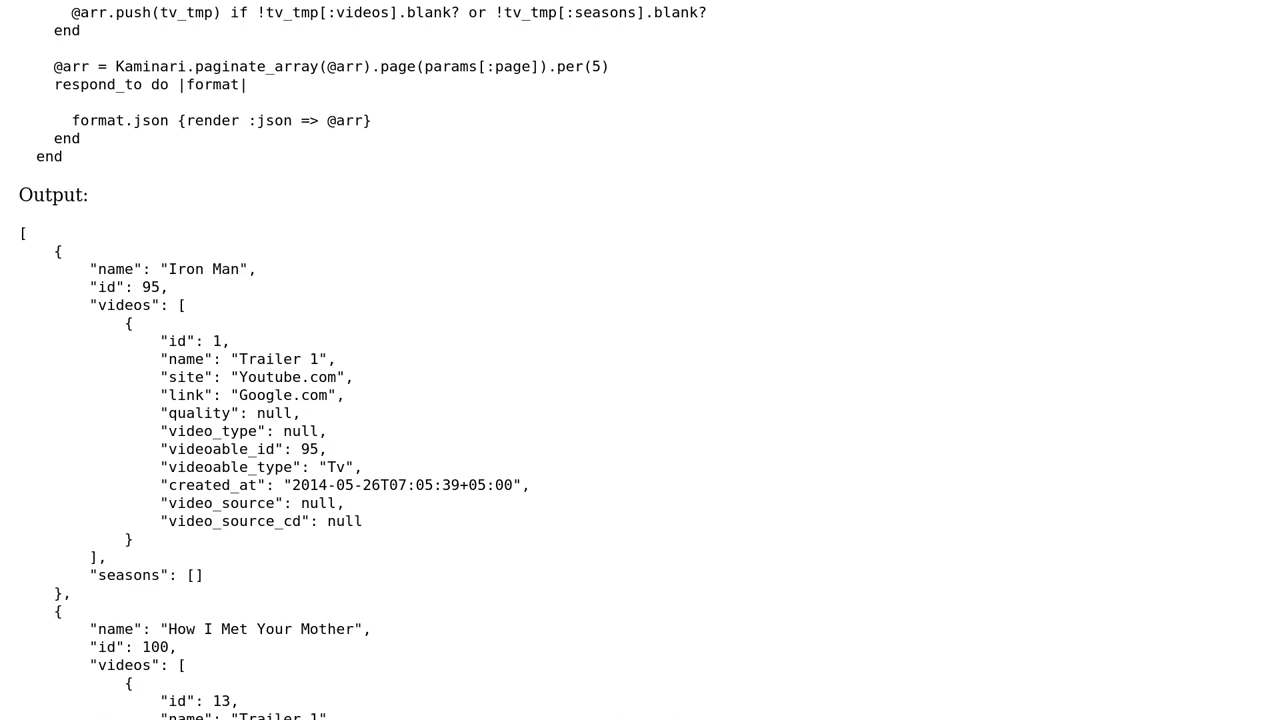 @arr.push(tv_tmp) if !tv_tmp[:videos].blank? or !tv_tmp[:seasons].blank?
    end

    @arr = Kaminari.paginate_array(@arr).page(params[:page]).per(5)
    respond_to do |format|

      format.json {render :json => @arr}
    end
  end

Output:

[
    {
        "name": "Iron Man",
        "id": 95,
        "videos": [
            {
                "id": 1,
                "name": "Trailer 1",
                "site": "Youtube.com",
                "link": "Google.com",
                "quality": null,
                "video_type": null,
                "videoable_id": 95,
                "videoable_type": "Tv",
                "created_at": "2014-05-26T07:05:39+05:00",
                "video_source": null,
                "video_source_cd": null
            }
        ],
        "seasons": []
    },
    {
        "name": "How I Met Your Mother",
        "id": 100,
        "videos": [
            {
                "id": 13,
                "name": "Trailer 1"